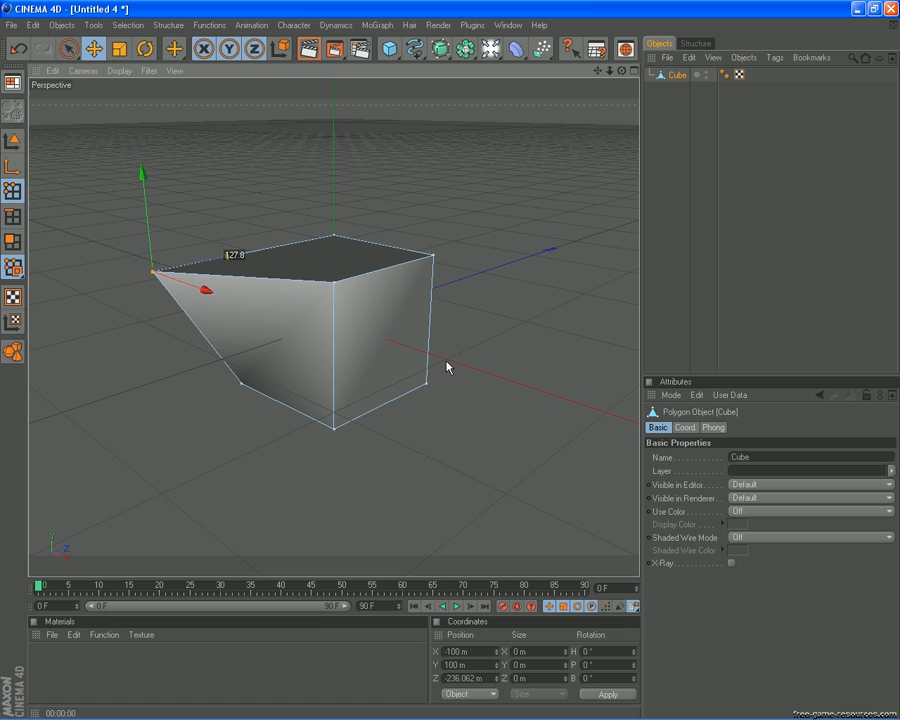 CINEMA 4D - [Untitled 4 *]
File Edit Objects Tools Selection Structure Functions Animation Character Dynamics MoGraph Hair Render Plugins Window Help
X Y Z
Edit Cameras Display Filter View
Perspective
127.8
Y
Z
X
Objects Structure
File Edit View Objects Tags Bookmarks
Cube
Attributes
Mode Edit User Data
Polygon Object [Cube]
Basic Coord. Phong
Basic Properties
Name Cube
Layer
Visible in Editor Default
Visible in Renderer Default
Use Color Off
Display Color
Shaded Wire Mode Off
Shaded Wire Color
X-Ray
0 5 10 15 20 25 30 35 40 45 50 55 60 65 70 75 80 85 90 0 F
0 F 0 F 90 F 90 F
Materials
File Edit Function Texture
Coordinates
Position Size Rotation
X -100 m X 0 m H 0 °
Y 100 m Y 0 m P 0 °
Z -236.062 m Z 0 m B 0 °
Object Size Apply
MAXON
CINEMA 4D
00:00:00
free-game-resources.com